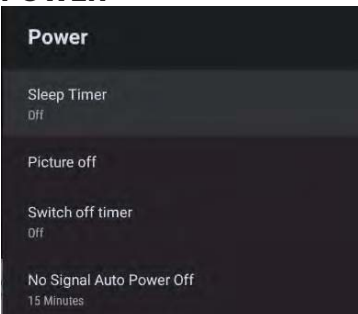 Power
Sleep Timer
Off
Picture off
Switch off timer
Off
No Signal Auto Power Off
15 Minutes